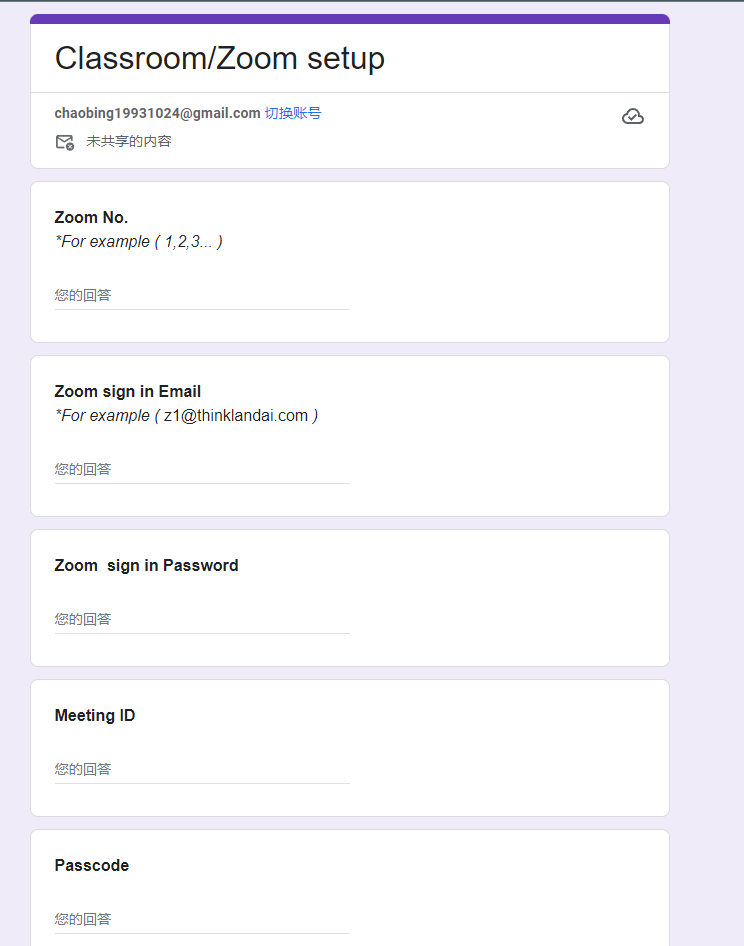 Classroom/Zoom setup
chaobing19931024@gmail.com 切换账号
未共享的内容
Zoom No.
*For example ( 1,2,3... )
您的回答
Zoom sign in Email
*For example ( z1@thinklandai.com )
您的回答
Zoom  sign in Password
您的回答
Meeting ID
您的回答
Passcode
您的回答